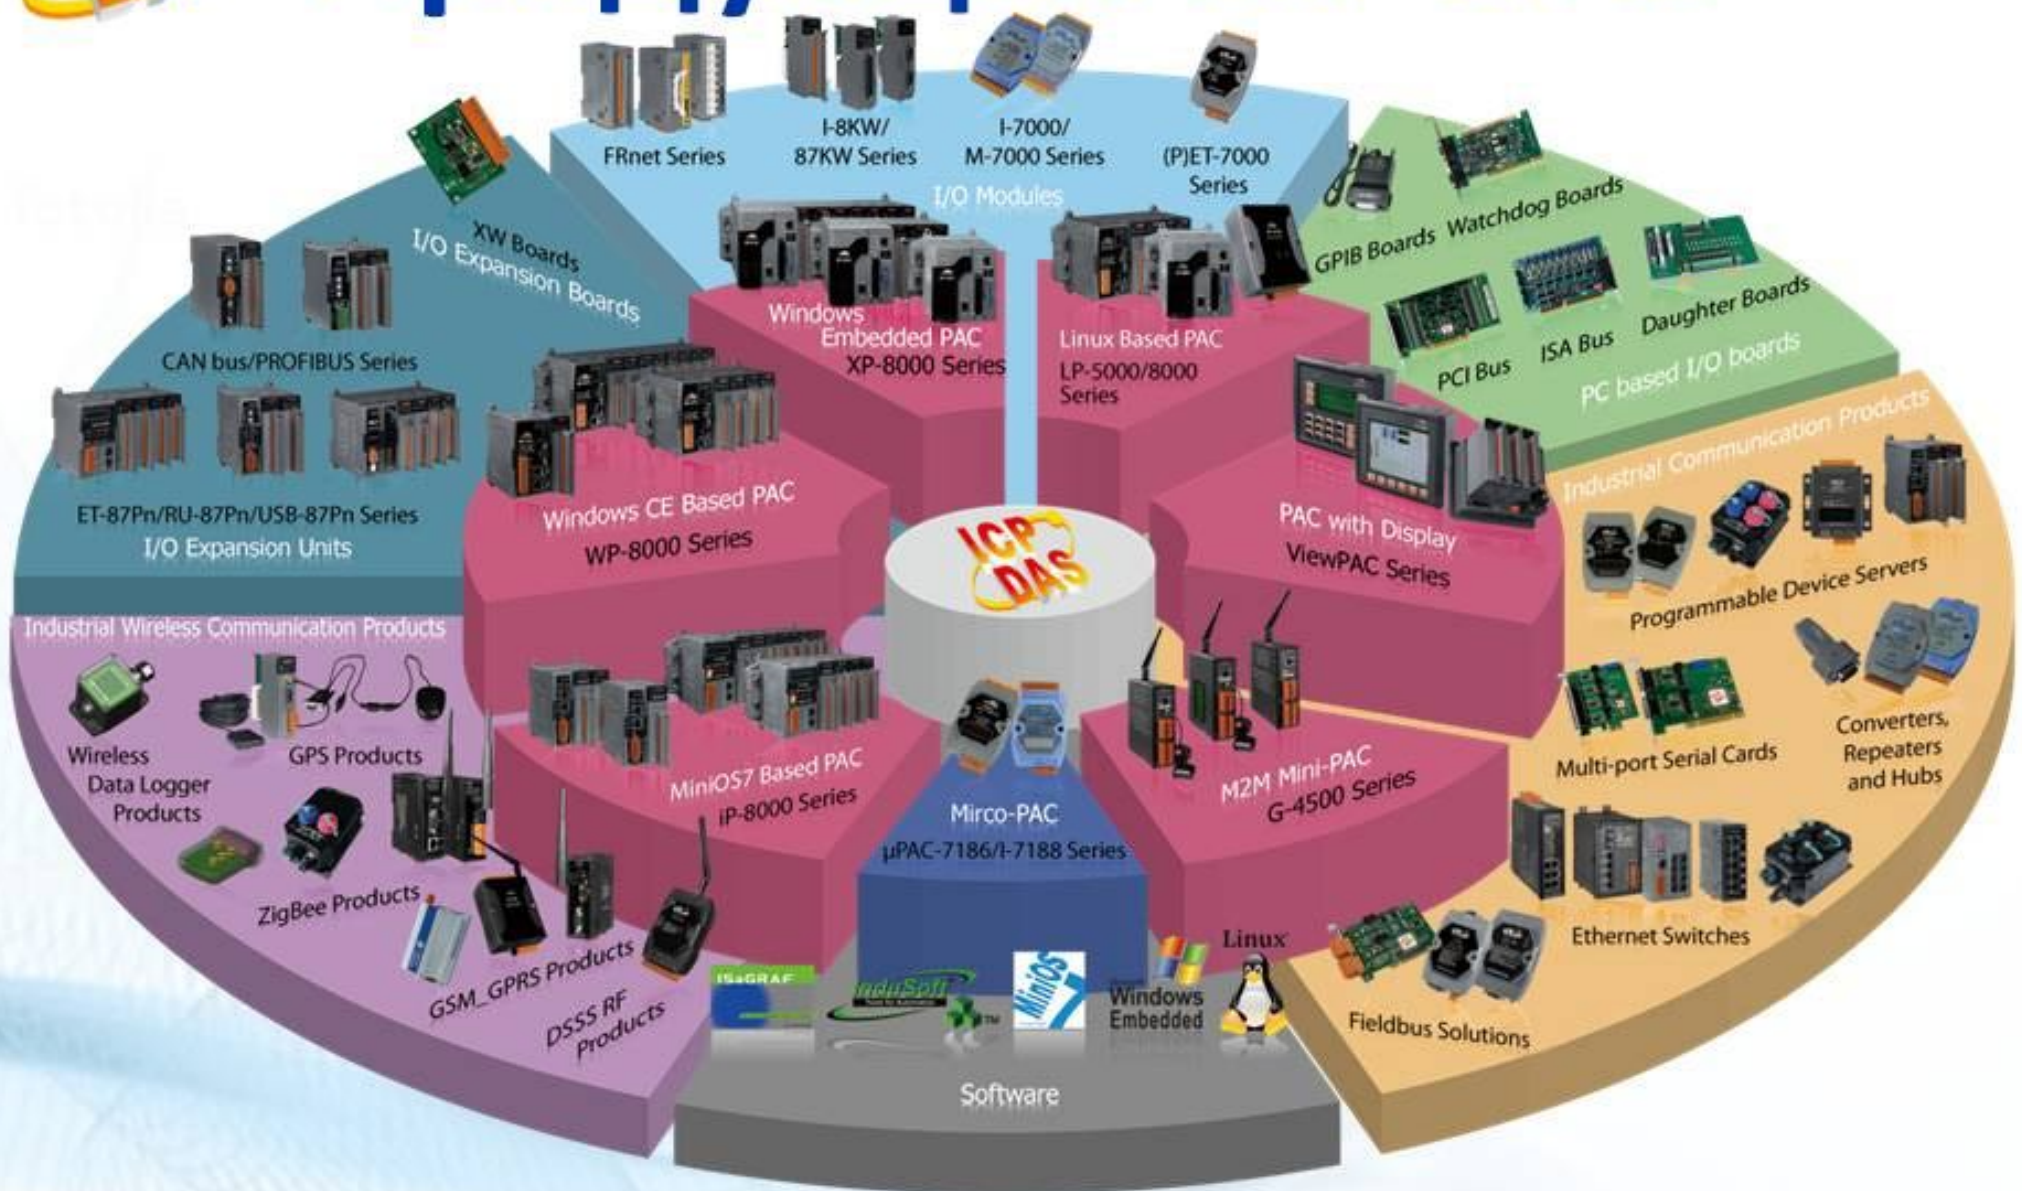 FRnet Series
I-8KW/
87KW Series
I-7000/
M-7000 Series
(P)ET-7000
Series
I/O Modules
XW Boards
I/O Expansion Boards
CAN bus/PROFIBUS Series
ET-87Pn/RU-87Pn/USB-87Pn Series
I/O Expansion Units
GPIB Boards
Watchdog Boards
PCI Bus
ISA Bus
Daughter Boards
PC based I/O boards
Windows
Embedded PAC
XP-8000 Series
Linux Based PAC
LP-5000/8000
Series
Windows CE Based PAC
WP-8000 Series
PAC with Display
ViewPAC Series
ICP
DAS
Industrial Communication Products
Programmable Device Servers
Multi-port Serial Cards
Converters,
Repeaters
and Hubs
Ethernet Switches
Fieldbus Solutions
Industrial Wireless Communication Products
Wireless
Data Logger
Products
GPS Products
ZigBee Products
GSM_GPRS Products
DSSS RF
Products
MiniOS7 Based PAC
iP-8000 Series
Mirco-PAC
µPAC-7186/I-7188 Series
M2M Mini-PAC
G-4500 Series
ISaGRAF
InduSoft
TM
MiniOS
7
Windows
Embedded
Linux
Software